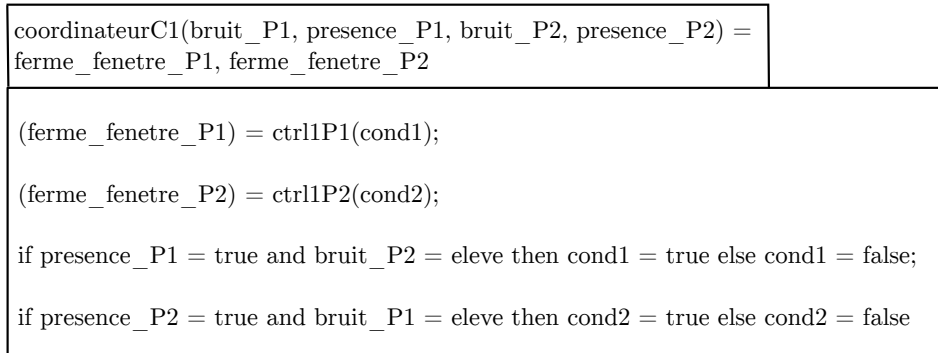 coordinateurC1(bruit_P1, presence_P1, bruit_P2, presence_P2) =
ferme_fenetre_P1, ferme_fenetre_P2
(ferme_fenetre_P1) = ctrl1P1(cond1);
(ferme_fenetre_P2) = ctrl1P2(cond2);
if presence_P1 = true and bruit_P2 = eleve then cond1 = true else cond1 = false;
if presence_P2 = true and bruit_P1 = eleve then cond2 = true else cond2 = false